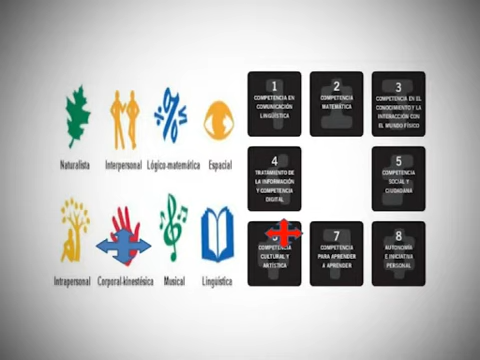 Naturalista
Interpersonal
Lógico-matemática
Espacial
Intrapersonal
Corporal-kinestésica
Musical
Lingüística
1
COMPETENCIA EN
COMUNICACIÓN
LINGÜÍSTICA
2
COMPETENCIA
MATEMÁTICA
3
COMPETENCIA EN EL
CONOCIMIENTO Y LA
INTERACCIÓN CON
EL MUNDO FÍSICO
4
TRATAMIENTO DE
LA INFORMACIÓN
Y COMPETENCIA
DIGITAL
5
COMPETENCIA
SOCIAL Y
CIUDADANA
6
COMPETENCIA
CULTURAL Y
ARTÍSTICA
7
COMPETENCIA
PARA APRENDER
A APRENDER
8
AUTONOMÍA
E INICIATIVA
PERSONAL